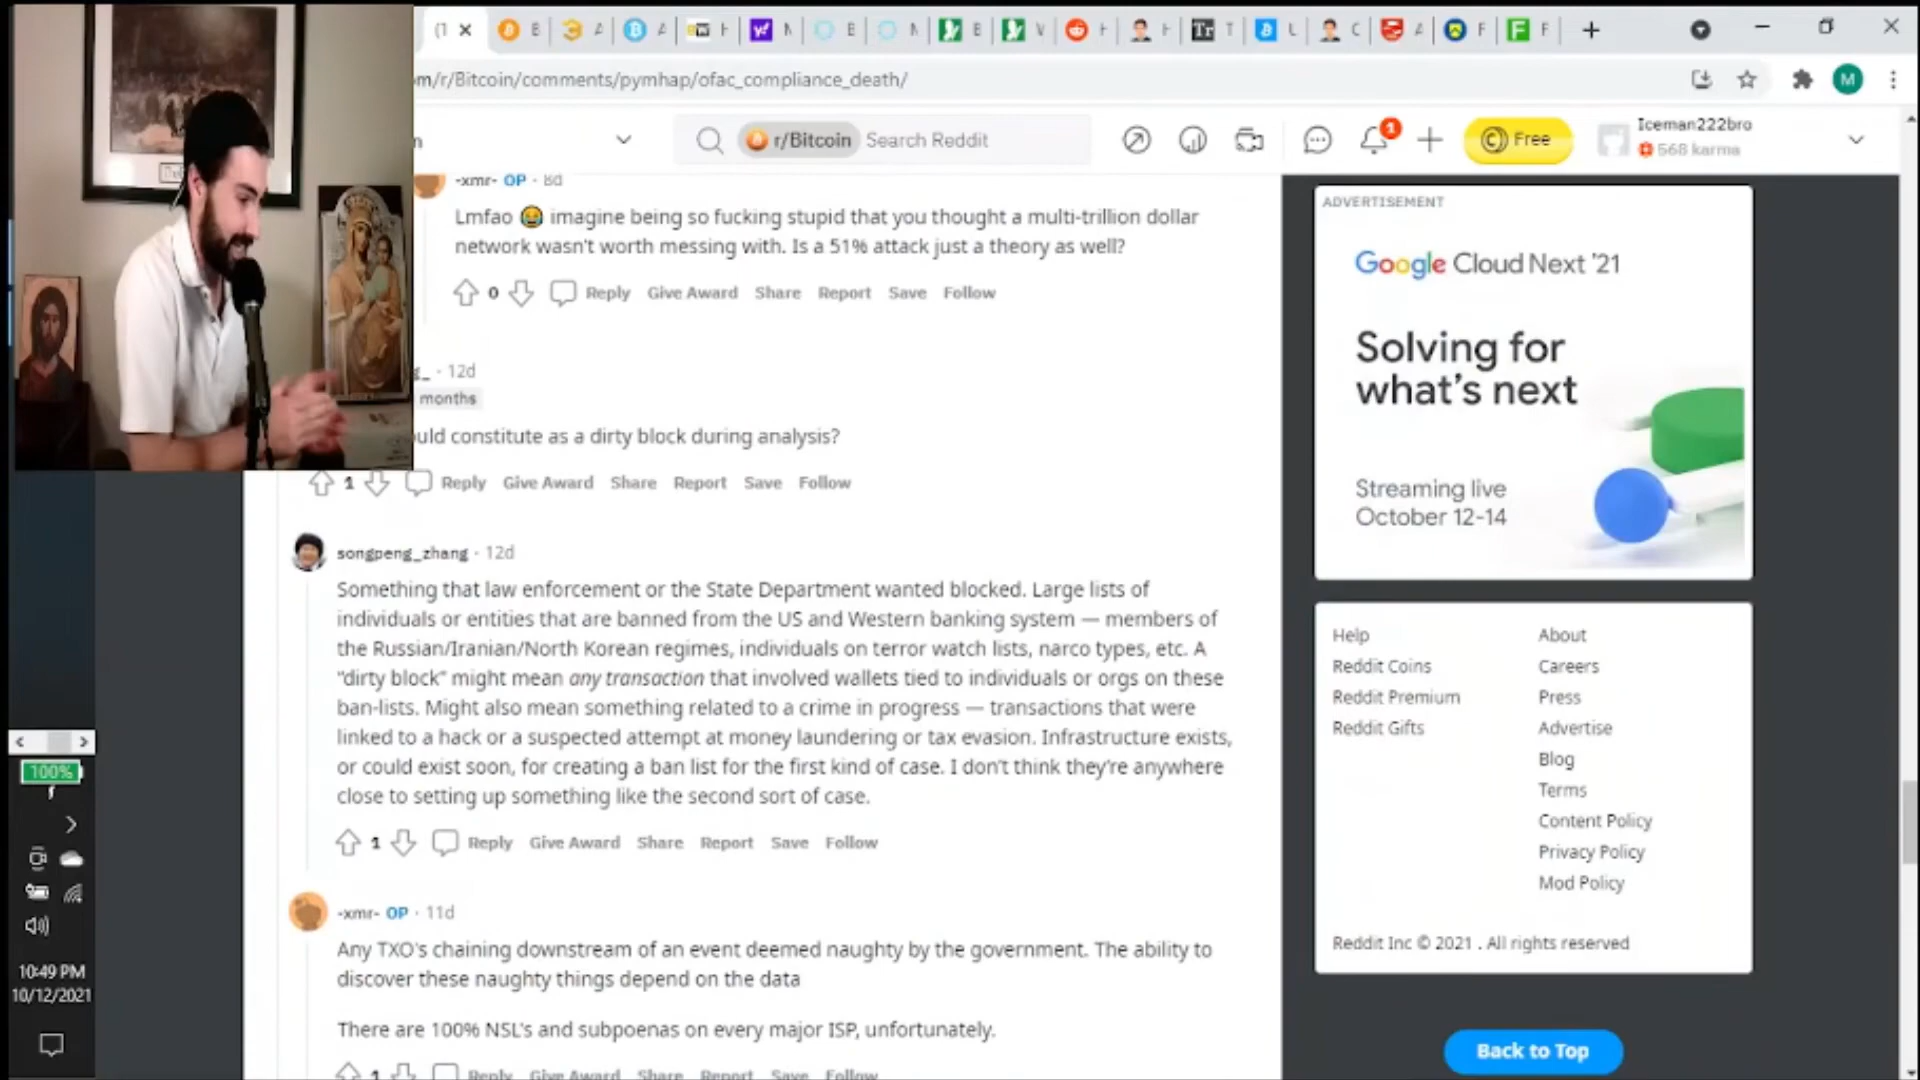 (1
B
A
A
H
M
E
M
B
V
H
H
T
L
C
A
F
F
om/r/Bitcoin/comments/pymhap/ofac_compliance_death/
M
n
r/Bitcoin Search Reddit
1
Free
Iceman222bro
568 karma
-xmr- OP · 8d
Lmfao 😂 imagine being so fucking stupid that you thought a multi-trillion dollar
network wasn't worth messing with. Is a 51% attack just a theory as well?
0 Reply Give Award Share Report Save Follow
g_ · 12d
months
ould constitute as a dirty block during analysis?
1 Reply Give Award Share Report Save Follow
songpeng_zhang · 12d
Something that law enforcement or the State Department wanted blocked. Large lists of
individuals or entities that are banned from the US and Western banking system — members of
the Russian/Iranian/North Korean regimes, individuals on terror watch lists, narco types, etc. A
“dirty block” might mean any transaction that involved wallets tied to individuals or orgs on these
ban-lists. Might also mean something related to a crime in progress — transactions that were
linked to a hack or a suspected attempt at money laundering or tax evasion. Infrastructure exists,
or could exist soon, for creating a ban list for the first kind of case. I don’t think they’re anywhere
close to setting up something like the second sort of case.
1 Reply Give Award Share Report Save Follow
-xmr- OP · 11d
Any TXO's chaining downstream of an event deemed naughty by the government. The ability to
discover these naughty things depend on the data
There are 100% NSL's and subpoenas on every major ISP, unfortunately.
1 Reply Give Award Share Report Save Follow
ADVERTISEMENT
Google Cloud Next '21
Solving for
what's next
Streaming live
October 12-14
Help About
Reddit Coins Careers
Reddit Premium Press
Reddit Gifts Advertise
Blog
Terms
Content Policy
Privacy Policy
Mod Policy
Reddit Inc © 2021 . All rights reserved
Back to Top
100%
10:49 PM
10/12/2021